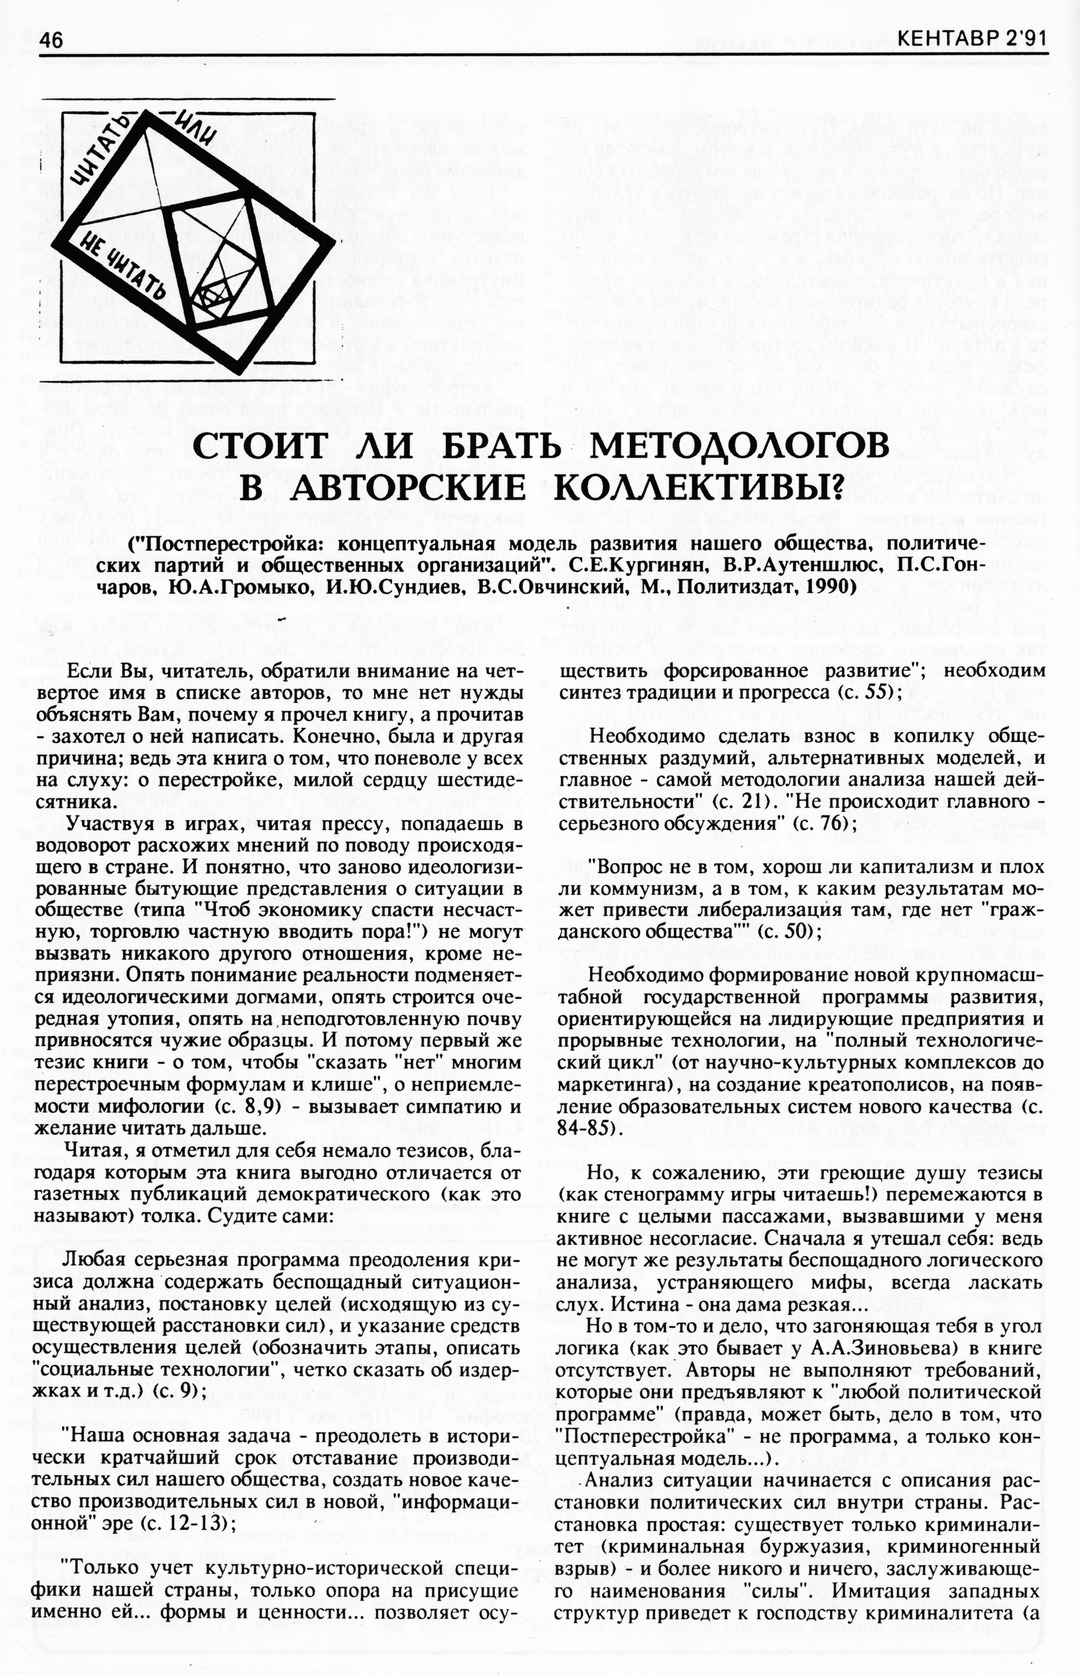 46
КЕНТАВР 2'91
ЧИТАТЬ
ИЛИ
НЕ ЧИТАТЬ
СТОИТ ЛИ БРАТЬ МЕТОДОЛОГОВ
В АВТОРСКИЕ КОЛЛЕКТИВЫ?
("Постперестройка: концептуальная модель развития нашего общества, политиче-
ских партий и общественных организаций". С.Е.Кургинян, В.Р.Аутеншлюс, П.С.Гон-
чаров, Ю.А.Громыко, И.Ю.Сундиев, В.С.Овчинский, М., Политиздат, 1990)
Если Вы, читатель, обратили внимание на чет-
вертое имя в списке авторов, то мне нет нужды
объяснять Вам, почему я прочел книгу, а прочитав
- захотел о ней написать. Конечно, была и другая
причина; ведь эта книга о том, что поневоле у всех
на слуху: о перестройке, милой сердцу шестиде-
сятника.
Участвуя в играх, читая прессу, попадаешь в
водоворот расхожих мнений по поводу происходя-
щего в стране. И понятно, что заново идеологизи-
рованные бытующие представления о ситуации в
обществе (типа "Чтоб экономику спасти несчаст-
ную, торговлю частную вводить пора!") не могут
вызвать никакого другого отношения, кроме не-
приязни. Опять понимание реальности подменяет-
ся идеологическими догмами, опять строится оче-
редная утопия, опять на неподготовленную почву
привносятся чужие образцы. И потому первый же
тезис книги - о том, чтобы "сказать "нет" многим
перестроечным формулам и клише", о неприемле-
мости мифологии (с. 8,9) - вызывает симпатию и
желание читать дальше.
Читая, я отметил для себя немало тезисов, бла-
годаря которым эта книга выгодно отличается от
газетных публикаций демократического (как это
называют) толка. Судите сами:
Любая серьезная программа преодоления кри-
зиса должна содержать беспощадный ситуацион-
ный анализ, постановку целей (исходящую из су-
ществующей расстановки сил), и указание средств
осуществления целей (обозначить этапы, описать
"социальные технологии", четко сказать об издер-
жках и т.д.) (с. 9);
"Наша основная задача - преодолеть в истори-
чески кратчайший срок отставание производи-
тельных сил нашего общества, создать новое каче-
ство производительных сил в новой, "информаци-
онной" эре (с. 12-13);
"Только учет культурно-исторической специ-
фики нашей страны, только опора на присущие
именно ей... формы и ценности... позволяет осу-
ществить форсированное развитие"; необходим
синтез традиции и прогресса (с. 55);
Необходимо сделать взнос в копилку обще-
ственных раздумий, альтернативных моделей, и
главное - самой методологии анализа нашей дей-
ствительности" (с. 21). "Не происходит главного -
серьезного обсуждения" (с. 76);
"Вопрос не в том, хорош ли капитализм и плох
ли коммунизм, а в том, к каким результатам мо-
жет привести либерализация там, где нет "граж-
данского общества"" (с. 50);
Необходимо формирование новой крупномасш-
табной государственной программы развития,
ориентирующейся на лидирующие предприятия и
прорывные технологии, на "полный технологиче-
ский цикл" (от научно-культурных комплексов до
маркетинга), на создание креатополисов, на появ-
ление образовательных систем нового качества (с.
84-85).
Но, к сожалению, эти греющие душу тезисы
(как стенограмму игры читаешь!) перемежаются в
книге с целыми пассажами, вызвавшими у меня
активное несогласие. Сначала я утешал себя: ведь
не могут же результаты беспощадного логического
анализа, устраняющего мифы, всегда ласкать
слух. Истина - она дама резкая...
Но в том-то и дело, что загоняющая тебя в угол
логика (как это бывает у А.А.Зиновьева) в книге
отсутствует. Авторы не выполняют требований,
которые они предъявляют к "любой политической
программе" (правда, может быть, дело в том, что
"Постперестройка" - не программа, а только кон-
цептуальная модель...).
Анализ ситуации начинается с описания рас-
становки политических сил внутри страны. Рас-
становка простая: существует только криминали-
тет (криминальная буржуазия, криминогенный
взрыв) - и более никого и ничего, заслуживающе-
го наименования "силы". Имитация западных
структур приведет к господству криминалитета (а